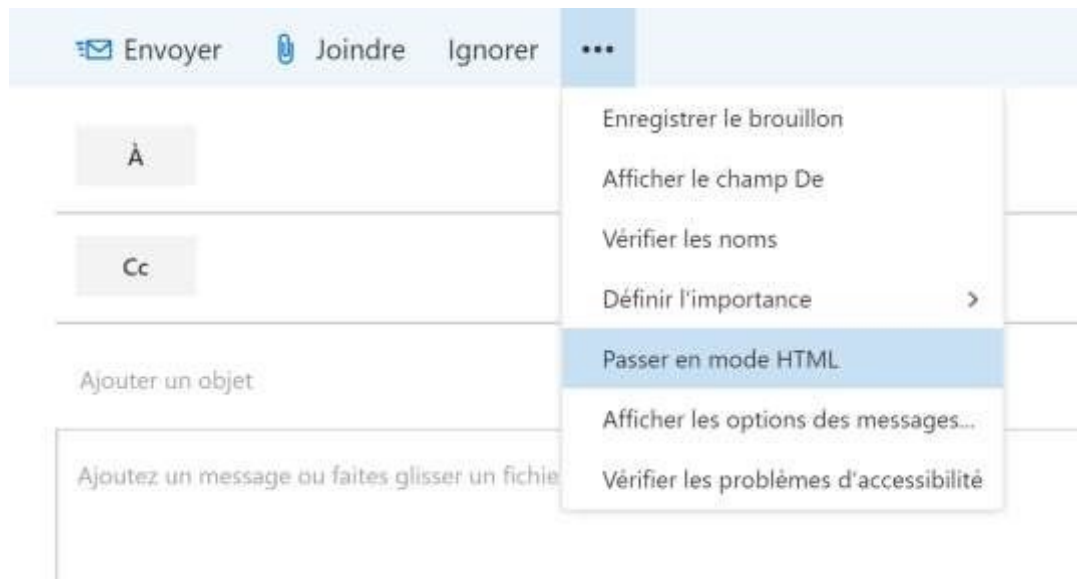 Envoyer Joindre Ignorer •••
Enregistrer le brouillon
À
Afficher le champ De
Vérifier les noms
Cc
Définir l'importance >
Passer en mode HTML
Ajouter un objet
Afficher les options des messages...
Ajoutez un message ou faites glisser un fichie
Vérifier les problèmes d'accessibilité